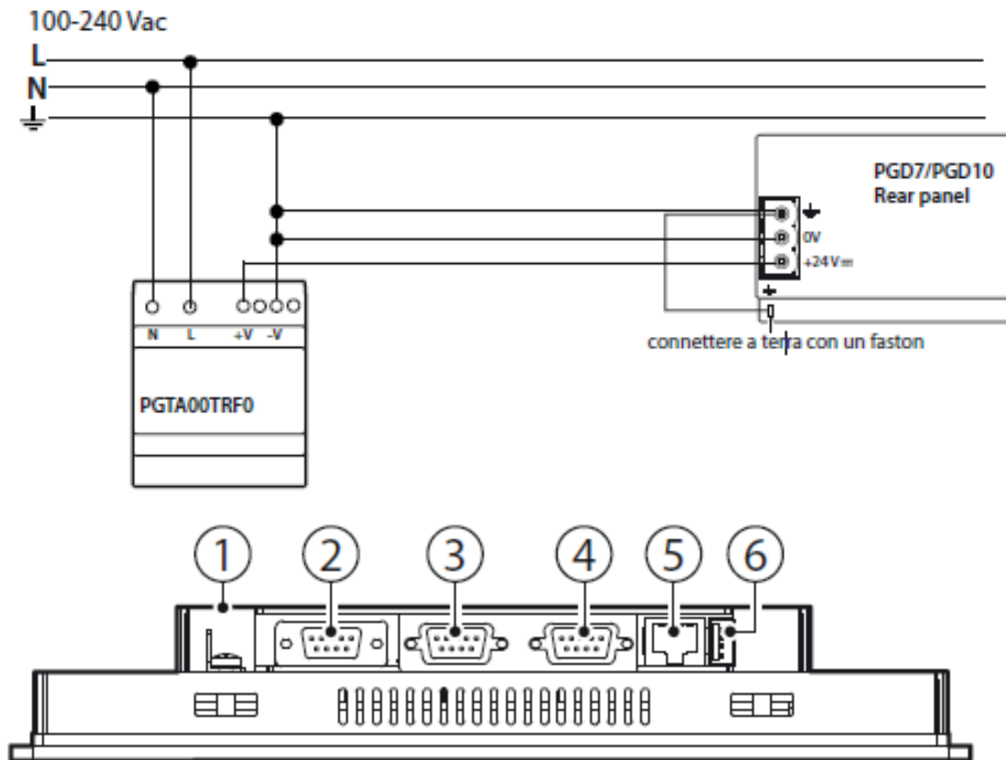 100-240 Vac
L
N
PGD7/PGD10
Rear panel
0V
+24 V
N L +V -V
connettere a terra con un faston
PGTA00TRF0
1 2 3 4 5 6